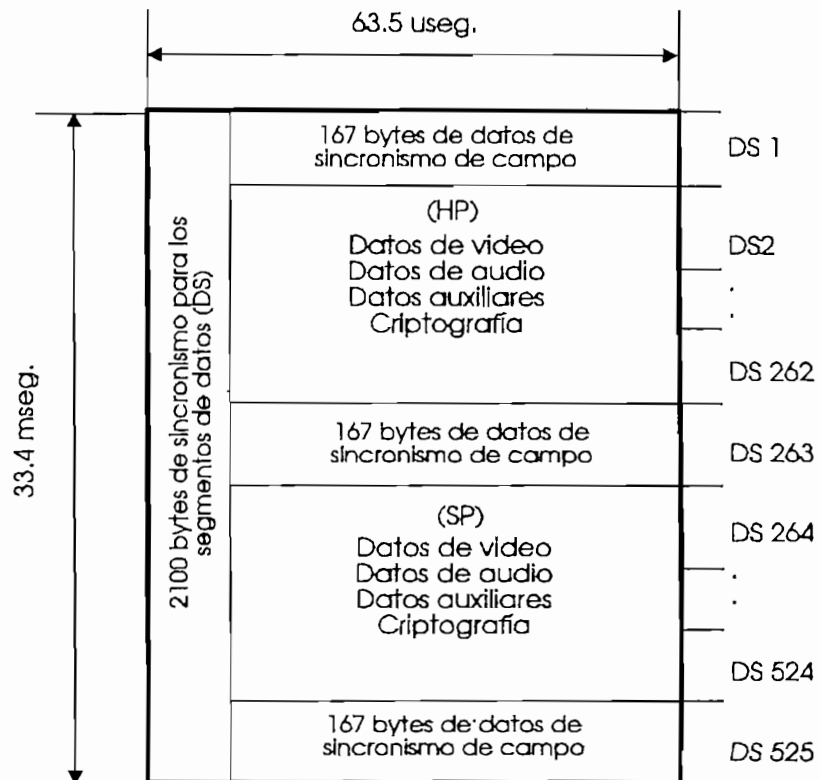 63.5 useg.
33.4 mseg.
2100 bytes de sincronismo para los
segmentos de datos (DS)
167 bytes de datos de
sincronismo de campo
DS 1
(HP)
Datos de video
Datos de audio
Datos auxiliares
Criptografía
DS2
.
.
DS 262
167 bytes de datos de
sincronismo de campo
DS 263
(SP)
Datos de video
Datos de audio
Datos auxiliares
Criptografía
DS 264
.
.
DS 524
167 bytes de datos de
sincronismo de campo
DS 525